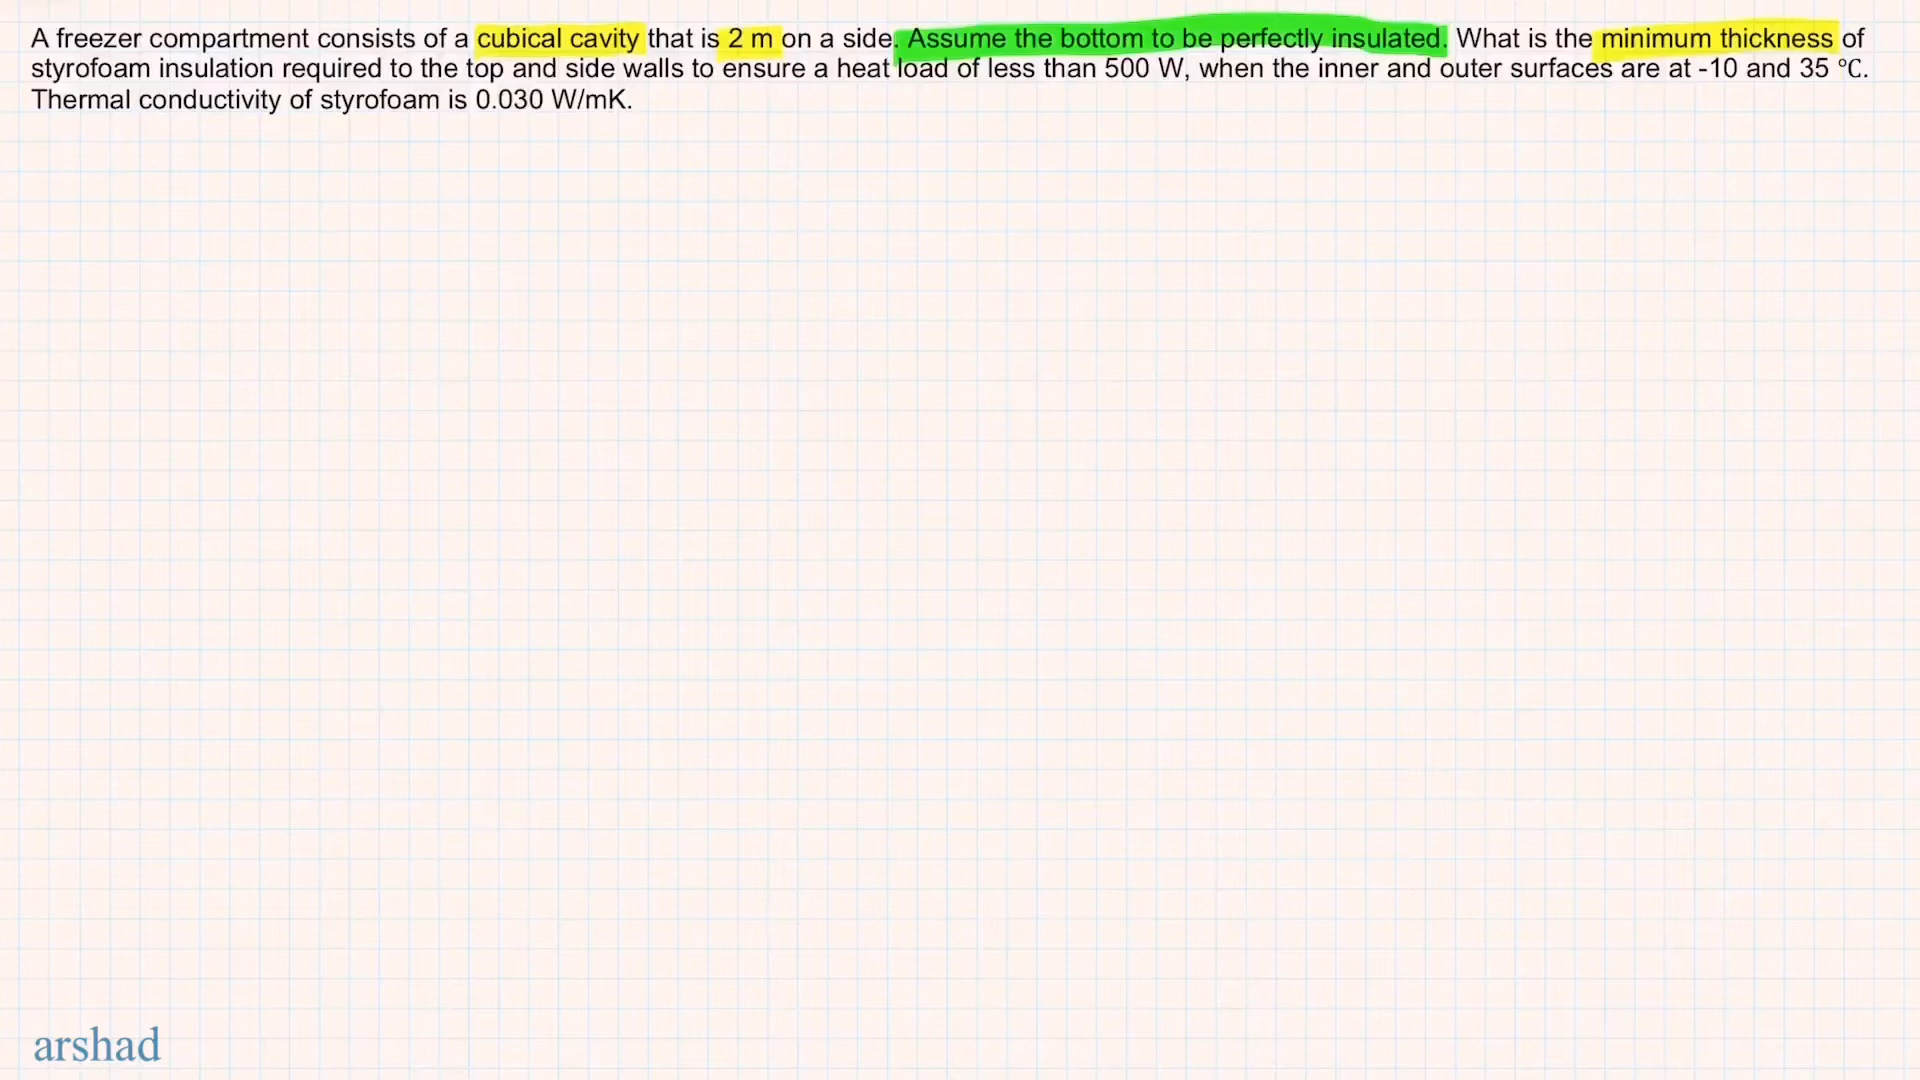 A freezer compartment consists of a cubical cavity that is 2 m on a side. Assume the bottom to be perfectly insulated. What is the minimum thickness of
styrofoam insulation required to the top and side walls to ensure a heat load of less than 500 W, when the inner and outer surfaces are at -10 and 35 ℃.
Thermal conductivity of styrofoam is 0.030 W/mK.
arshad